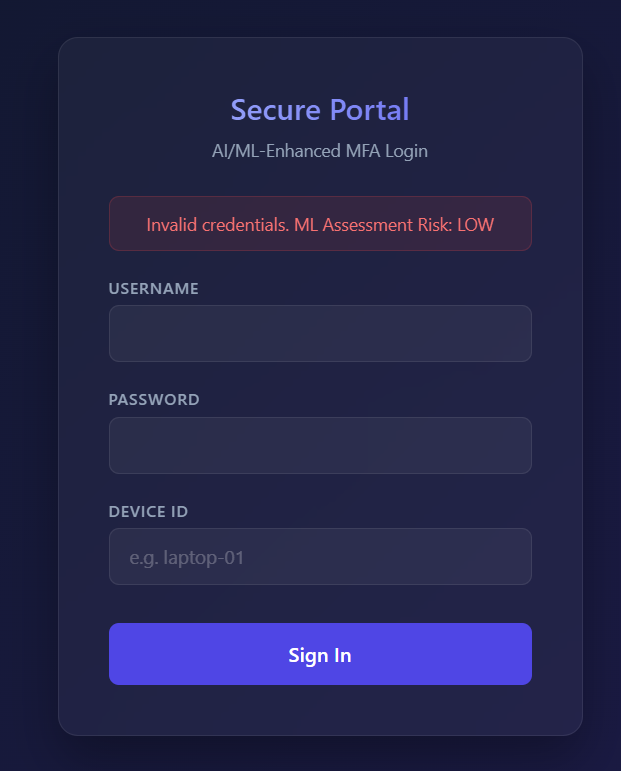 Secure Portal
AI/ML-Enhanced MFA Login
Invalid credentials. ML Assessment Risk: LOW
USERNAME
PASSWORD
DEVICE ID
e.g. laptop-01
Sign In